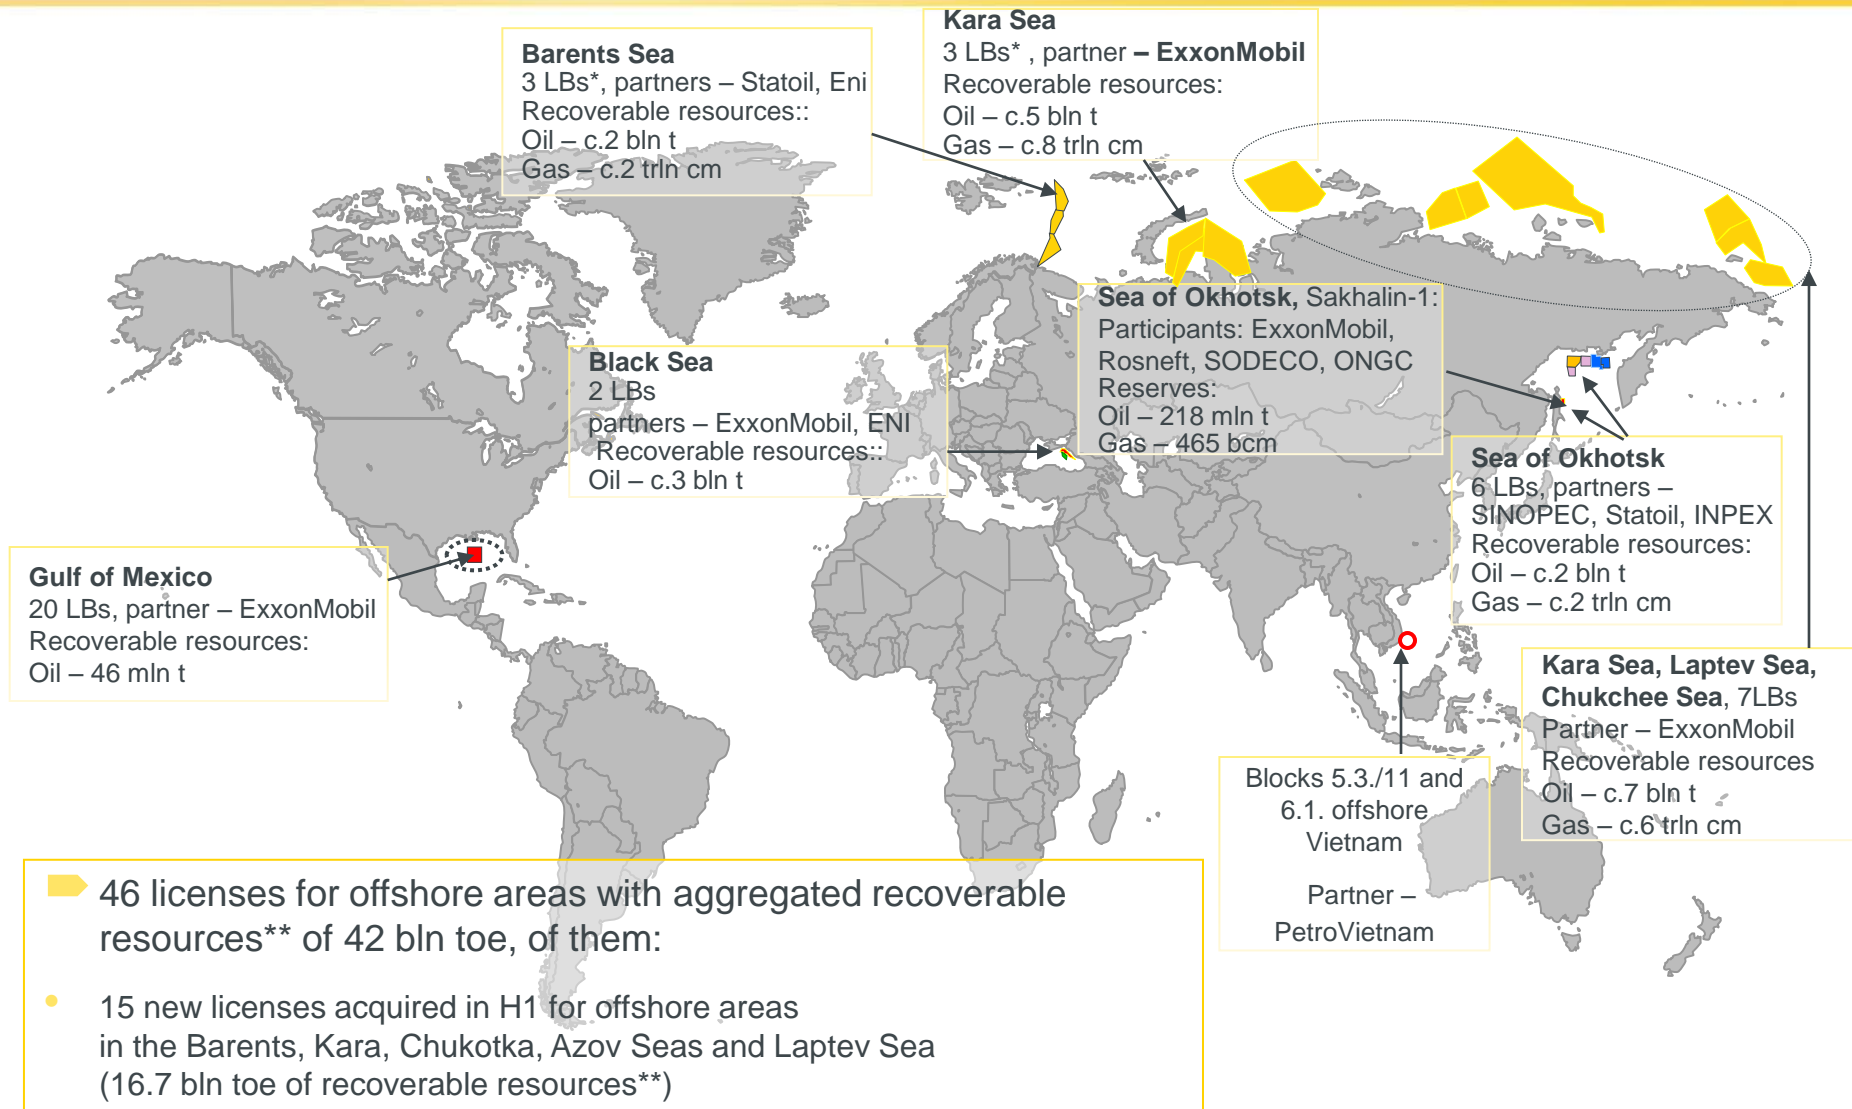 Kara Sea
3 LBs* , partner – ExxonMobil
Recoverable resources:
Oil – c.5 bln t
Gas – c.8 trln cm
Barents Sea
3 LBs*, partners – Statoil, Eni
Recoverable resources::
Oil – c.2 bln t
Gas – c.2 trln cm
Sea of Okhotsk, Sakhalin-1:
Participants: ExxonMobil,
Rosneft, SODECO, ONGC
Reserves:
Oil – 218 mln t
Gas – 465 bcm
Black Sea
2 LBs
partners – ExxonMobil, ENI
Recoverable resources::
Oil – c.3 bln t
Sea of Okhotsk
6 LBs, partners –
SINOPEC, Statoil, INPEX
Recoverable resources:
Oil – c.2 bln t
Gas – c.2 trln cm
Gulf of Mexico
20 LBs, partner – ExxonMobil
Recoverable resources:
Oil – 46 mln t
Kara Sea, Laptev Sea,
Chukchee Sea, 7LBs
Partner – ExxonMobil
Recoverable resources
Oil – c.7 bln t
Gas – c.6 trln cm
Blocks 5.3./11 and
6.1. offshore
Vietnam
Partner –
PetroVietnam
46 licenses for offshore areas with aggregated recoverable
resources** of 42 bln toe, of them:
• 15 new licenses acquired in H1 for offshore areas
in the Barents, Kara, Chukotka, Azov Seas and Laptev Sea
(16.7 bln toe of recoverable resources**)